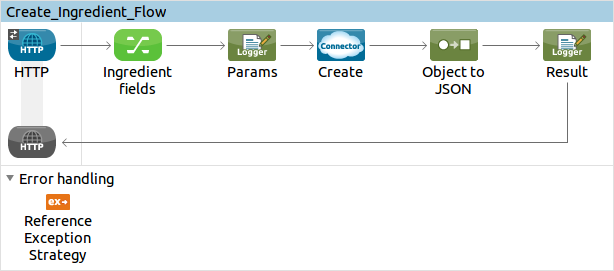 Create_Ingredient_Flow
HTTP
Logger
Connector
Logger
HTTP
Ingredient
fields
Params
Create
Object to
JSON
Result
HTTP
Error handling
ex
Reference
Exception
Strategy